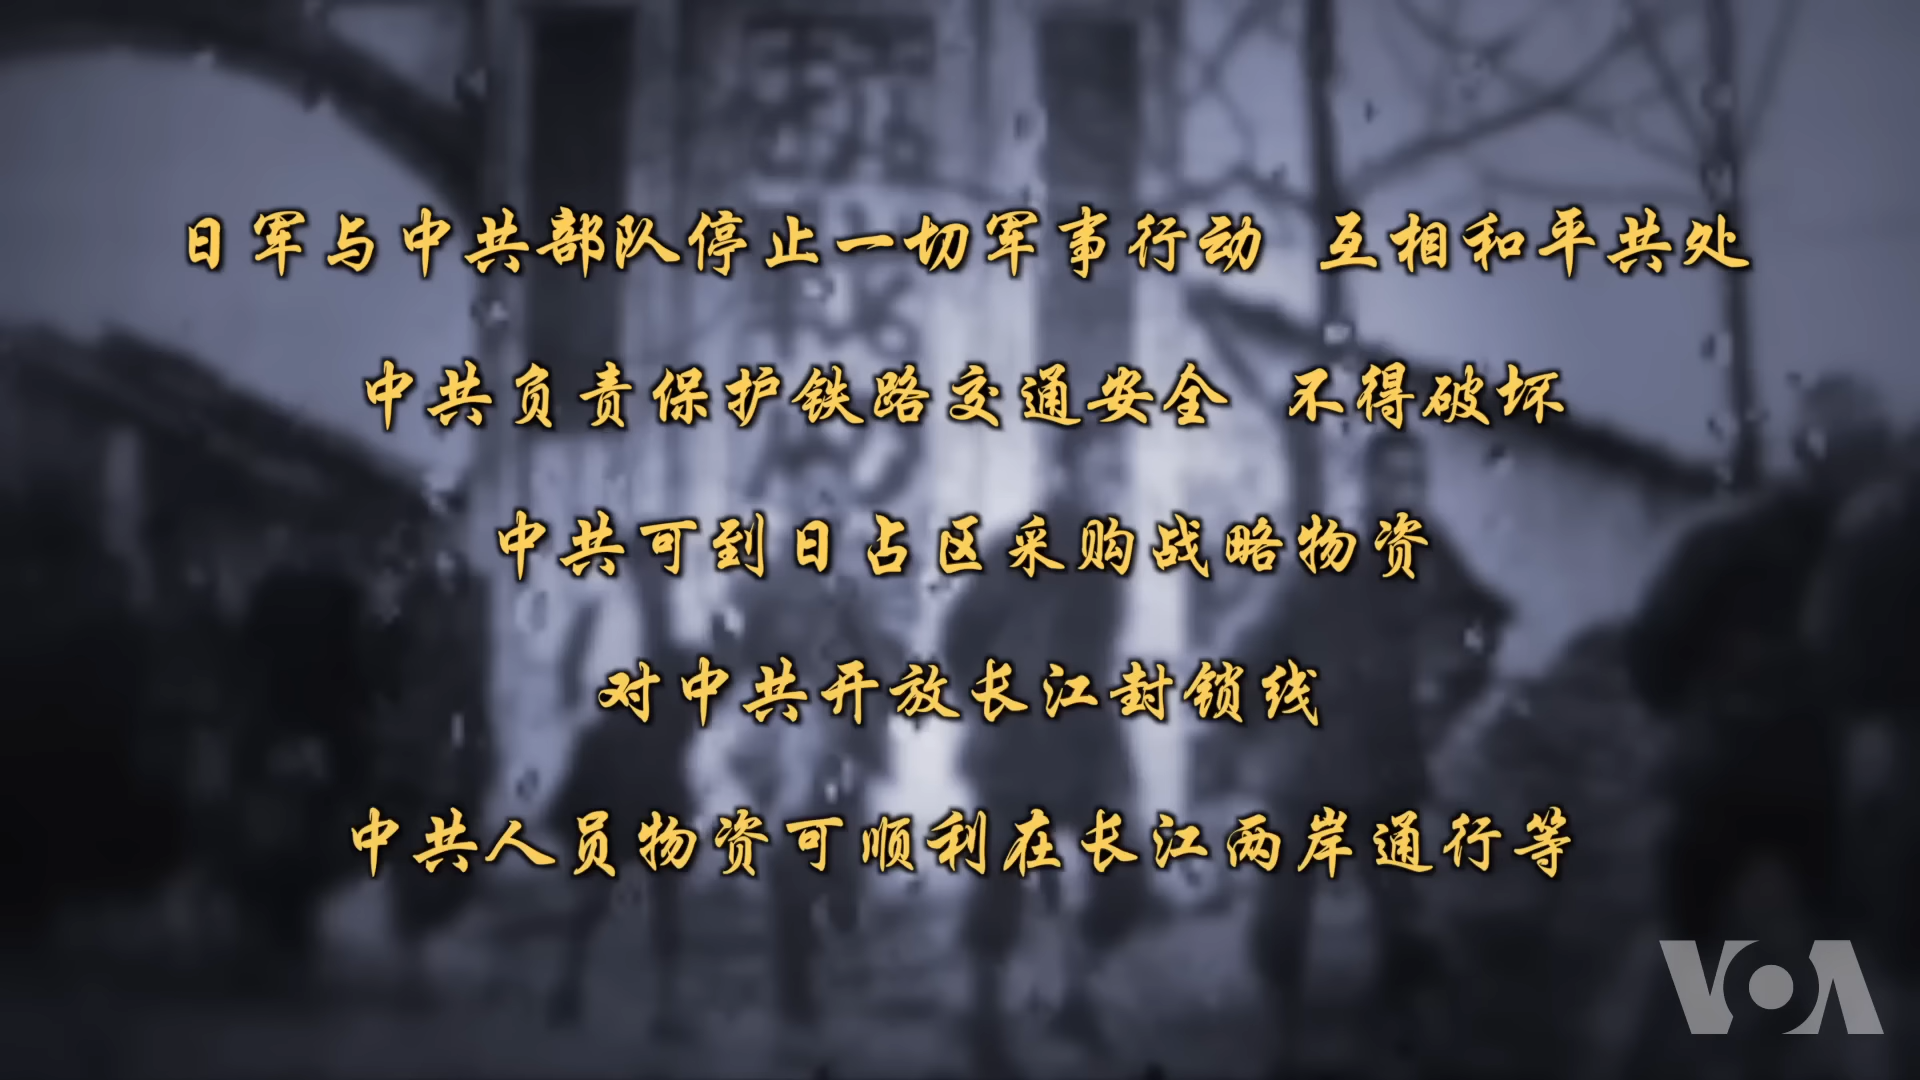 日军与中共部队停止一切军事行动 互相和平共处
中共负责保护铁路交通安全 不得破坏
中共可到日占区采购战略物资
对中共开放长江封锁线
中共人员物资可顺利在长江两岸通行等
VOA